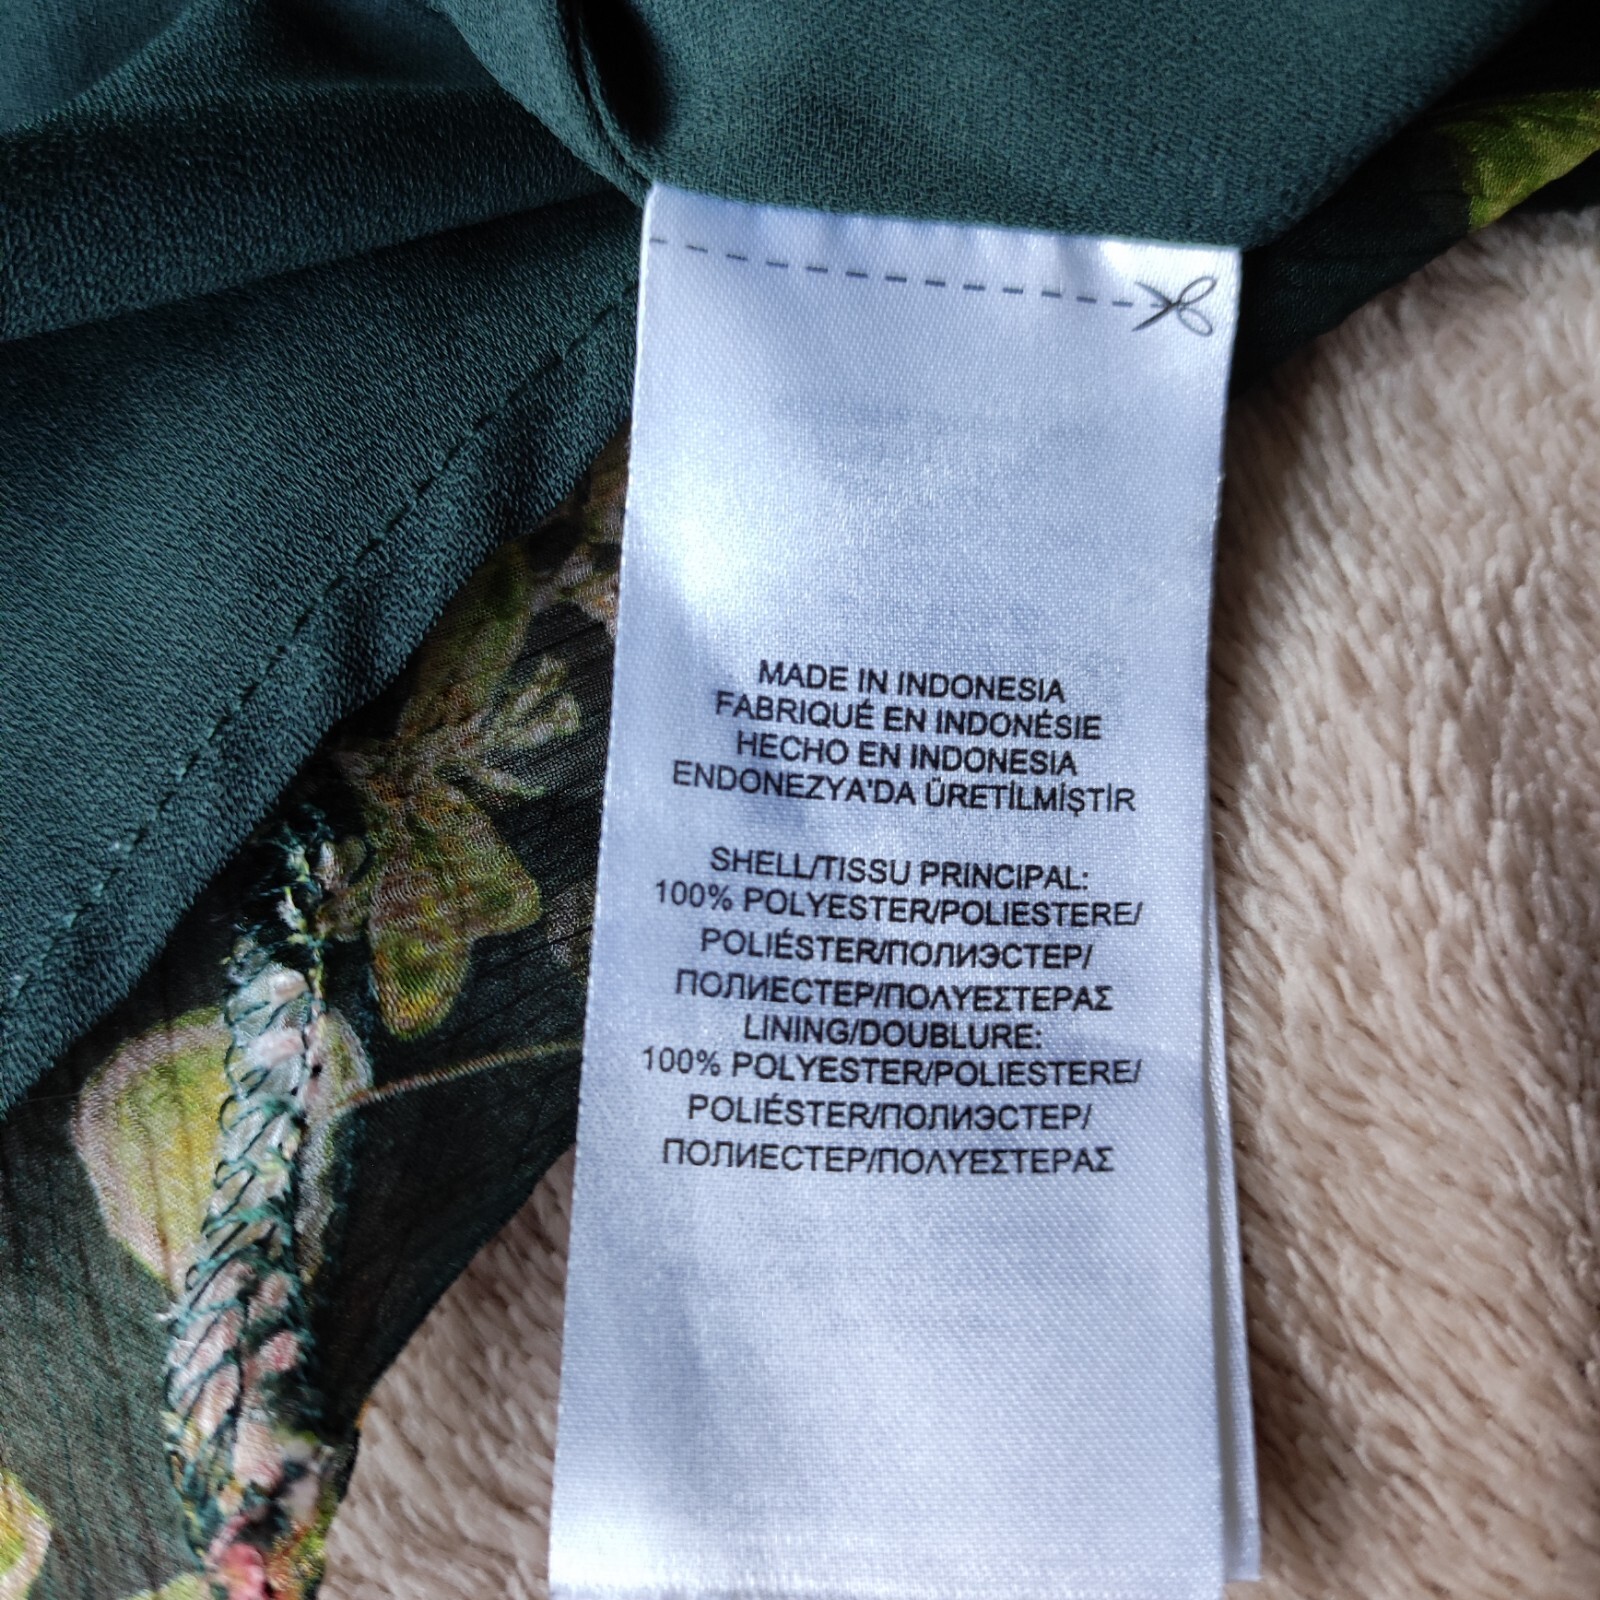 MADE IN INDONESIA
FABRIQUÉ EN INDONÉSIE
HECHO EN INDONESIA
ENDONEZYA'DA ÜRETİLMİŞTİR
SHELL/TISSU PRINCIPAL:
100% POLYESTER/POLIESTERE/
POLIÉSTER/ПОЛИЭСТЕР/
ПОЛИЕСТЕР/ΠΟΛΥΕΣΤΕΡΑΣ
LINING/DOUBLURE:
100% POLYESTER/POLIESTERE/
POLIÉSTER/ПОЛИЭСТЕР/
ПОЛИЕСТЕР/ΠΟΛΥΕΣΤΕΡΑΣ